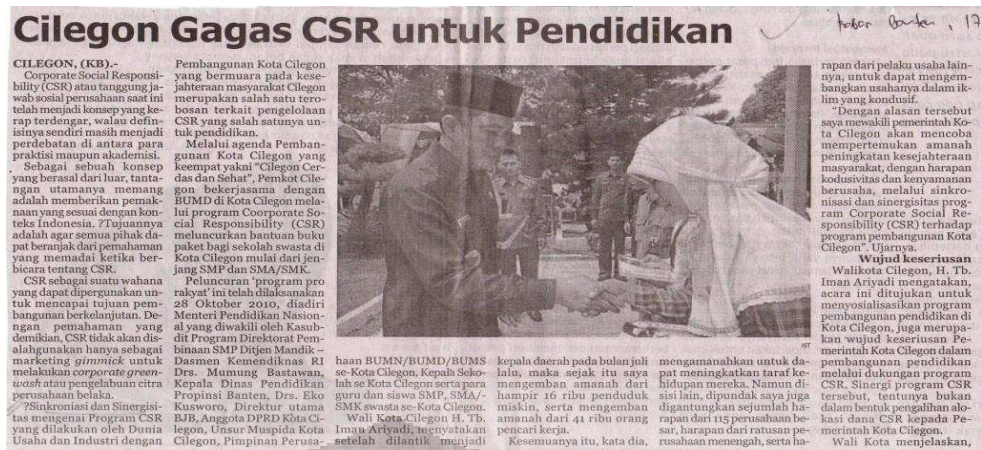 Cilegon Gagas CSR untuk Pendidikan
Kabar Banten, 17
CILEGON, (KB).-
Corporate Social Responsi-
bility (CSR) atau tanggung ja-
wab sosial perusahaan saat ini
telah menjadi konsep yang ke-
rap terdengar, walau defin-
isinya sendiri masih menjadi
perdebatan di antara para
praktisi maupun akademisi.
Sebagai sebuah konsep
yang berasal dari luar, tanta-
ngan utamanya memang
adalah memberikan pemak-
naan yang sesuai dengan kon-
teks Indonesia. ?Tujuannya
adalah agar semua pihak da-
pat beranjak dari pemahaman
yang memadai ketika ber-
bicara tentang CSR.
CSR sebagai suatu wahana
yang dapat dipergunakan un-
tuk mencapai tujuan pem-
bangunan berkelanjutan. De-
ngan pemahaman yang
demikian, CSR tidak akan dis-
alahgunakan hanya sebagai
marketing gimmick untuk
melakukan corporate green-
wash atau pengelabuan citra
perusahaan belaka.
?Sinkroniasi dan Sinergisi-
tas mengenai Program CSR
yang dilakukan oleh Dunia
Usaha dan Industri dengan
Pembangunan Kota Cilegon
yang bermuara pada kese-
jahteraan masyarakat Cilegon
merupakan salah satu tero-
bosan terkait pengelolaan
CSR yang salah satunya un-
tuk pendidikan.
Melalui agenda Pemban-
gunan Kota Cilegon yang
keempat yakni "Cilegon Cer-
das dan Sehat", Pemkot Cile-
gon bekerjasama dengan
BUMD di Kota Cilegon mela-
lui program Coorporate So-
cial Responsibility (CSR)
meluncurkan bantuan buku
paket bagi sekolah swasta di
Kota Cilegon mulai dari jen-
jang SMP dan SMA/SMK.
Peluncuran 'program pro
rakyat' ini telah dilaksanakan
28 Oktober 2010, diadiri
Menteri Pendidikan Nasion-
al yang diwakili oleh Kasub-
dit Program Direktorat Pem-
binaan SMP Ditjen Mandik –
Dasmen Kemendiknas RI
Drs. Mumung Bastawan,
Kepala Dinas Pendidikan
Propinsi Banten, Drs. Eko
Kusworo, Direktur utama
BJB, Anggota DPRD Kota Ci-
legon, Unsur Muspida Kota
Cilegon, Pimpinan Perusa-
IST
haan BUMN/BUMD/BUMS
se-Kota Cilegon, Kepala Seko-
lah se Kota Cilegon serta para
guru dan siswa SMP, SMA/-
SMK swasta se-Kota Cilegon.
Wali Kota Cilegon H. Tb.
Iman Ariyadi, menyatakan
setelah dilantik menjadi
kepala daerah pada bulan juli
lalu, maka sejak itu saya
mengemban amanah dari
hampir 16 ribu penduduk
miskin, serta mengemban
amanah dari 41 ribu orang
pencari kerja.
Kesemuanya itu, kata dia,
mengamanahkan untuk da-
pat meningkatkan taraf ke-
hidupan mereka. Namun di-
sisi lain, dipundak saya juga
digantungkan sejumlah ha-
rapan dari 115 perusahaan be-
sar, harapan dari ratusan pe-
rusahaan menengah, serta ha-
rapan dari pelaku usaha lain-
nya, untuk dapat mengem-
bangkan usahanya dalam ik-
lim yang kondusif.
"Dengan alasan tersebut
saya mewakili pemerintah Ko-
ta Cilegon akan mencoba
mempertemukan amanah
peningkatan kesejahteraan
masyarakat, dengan harapan
kodusivitas dan kenyamanan
berusaha, melalui sinkro-
nisasi dan sinergisitas prog-
ram Corporate Social Re-
sponsibility (CSR) terhadap
program pembangunan Kota
Cilegon". Ujarnya.
Wujud keseriusan
Walikota Cilegon, H. Tb.
Iman Ariyadi mengatakan,
acara ini ditujukan untuk
menyosialisasikan program
pembangunan pendidikan di
Kota Cilegon, juga merupa-
kan wujud keseriusan Pe-
merintah Kota Cilegon dalam
pembangunan pendidikan
melalui dukungan program
CSR. Sinergi program CSR
tersebut, tentunya bukan
dalam bentuk pengalihan alo-
kasi dana CSR kepada Pe-
merintah Kota Cilegon.
Wali Kota menjelaskan,